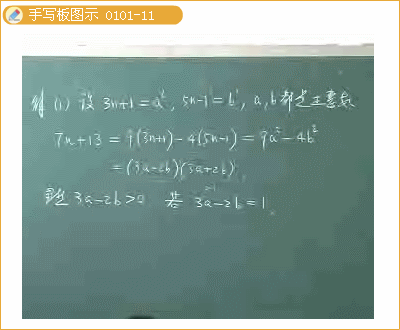 手写板图示 0101-11
解 (1) 设 3n+1=a², 5n-1=b², a,b都是正整数
7n+13=9(3n+1)-4(5n-1)=9a²-4b²
=(3a-2b)(3a+2b),
3a-2b>0 若 3a-2b=1,